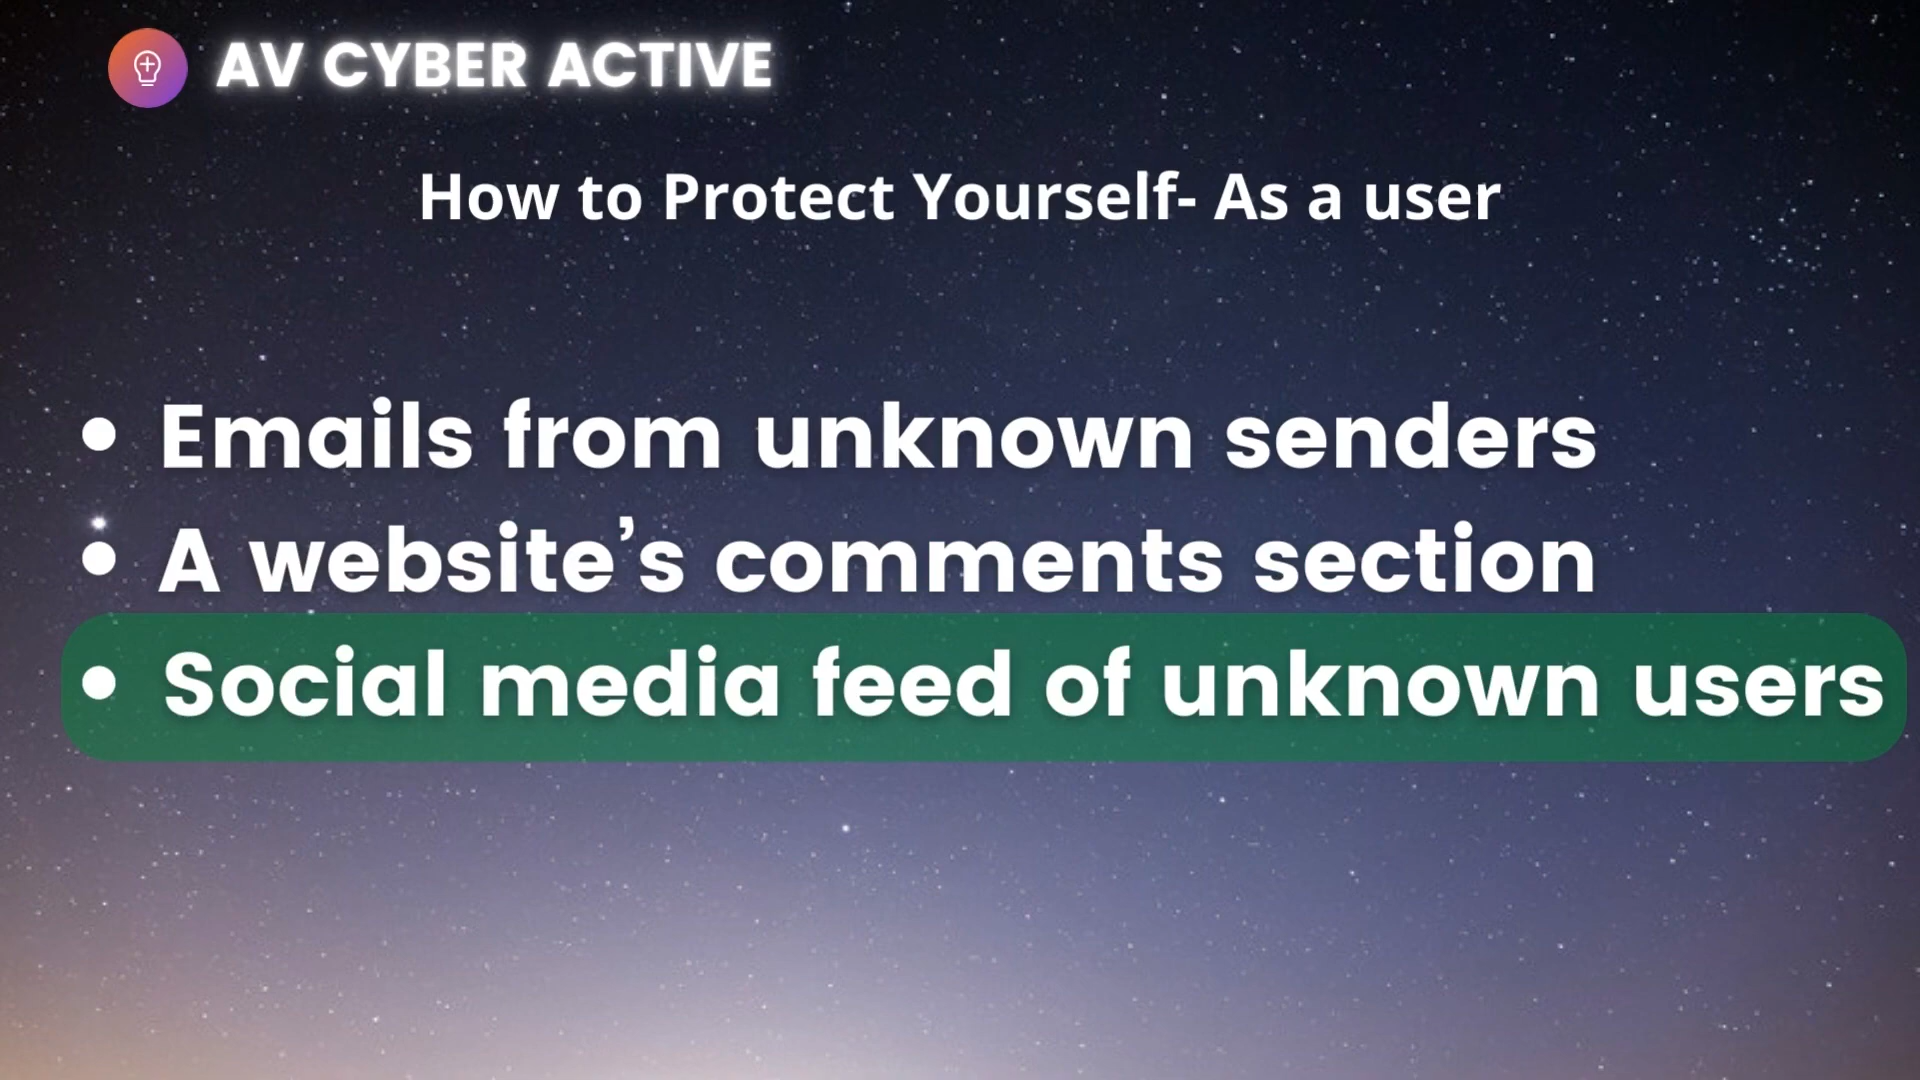 AV CYBER ACTIVE
How to Protect Yourself- As a user
• Emails from unknown senders
• A website’s comments section
• Social media feed of unknown users